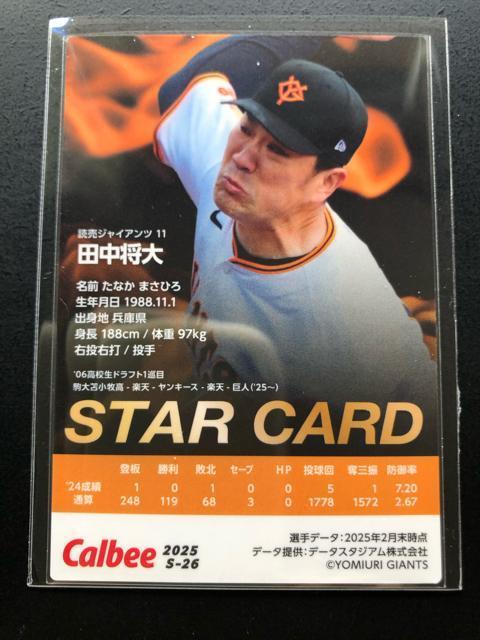 読売ジャイアンツ 11
田中将大
名前 たなか まさひろ
生年月日 1988.11.1
出身地 兵庫県
身長 188cm / 体重 97kg
右投右打 / 投手
'06高校生ドラフト1巡目
駒大苫小牧高 - 楽天 - ヤンキース - 楽天 - 巨人('25~)
STAR CARD
登板 勝利 敗北 セーブ HP 投球回 奪三振 防御率
'24成績 1 0 1 0 0 5 1 7.20
通算 248 119 68 3 0 1778 1572 2.67
Calbee 2025
S-26
選手データ:2025年2月末時点
データ提供:データスタジアム株式会社
©YOMIURI GIANTS